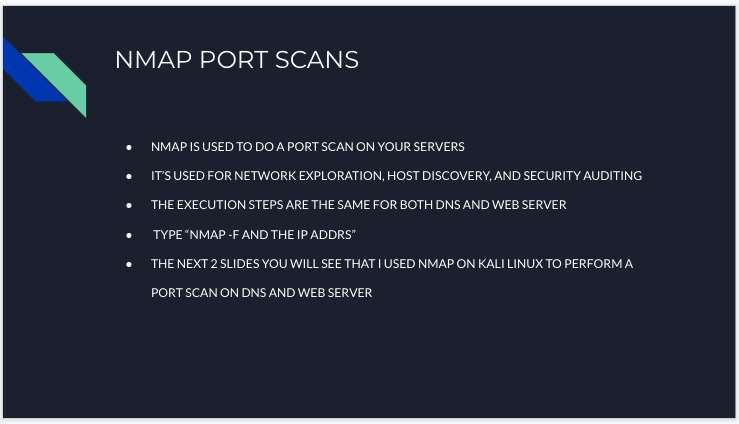 NMAP PORT SCANS
● NMAP IS USED TO DO A PORT SCAN ON YOUR SERVERS
● IT'S USED FOR NETWORK EXPLORATION, HOST DISCOVERY, AND SECURITY AUDITING
● THE EXECUTION STEPS ARE THE SAME FOR BOTH DNS AND WEB SERVER
● TYPE “NMAP -F AND THE IP ADDRS”
● THE NEXT 2 SLIDES YOU WILL SEE THAT I USED NMAP ON KALI LINUX TO PERFORM A
PORT SCAN ON DNS AND WEB SERVER